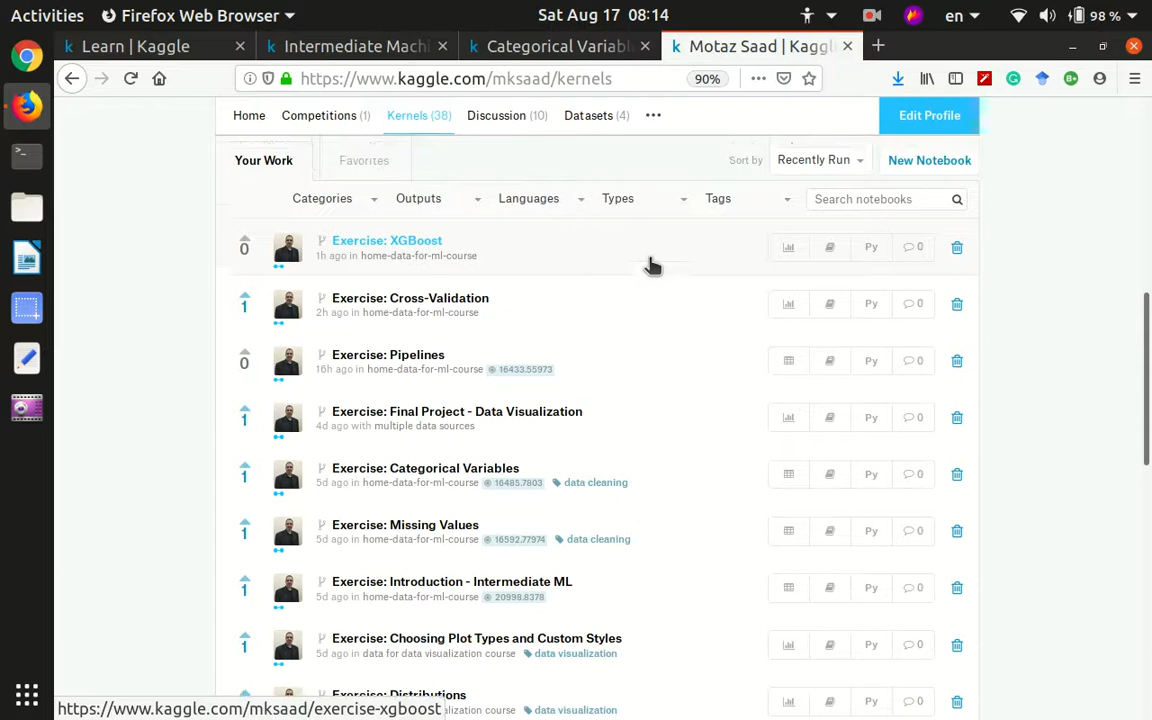 Activities Firefox Web Browser Sat Aug 17 08:14 en 98 %
Learn | Kaggle Intermediate Machi Categorical Variabl Motaz Saad | Kaggl
https://www.kaggle.com/mksaad/kernels 90%
Home Competitions (1) Kernels (38) Discussion (10) Datasets (4) Edit Profile
Your Work Favorites Sort by Recently Run New Notebook
Categories Outputs Languages Types Tags Search notebooks
0 Exercise: XGBoost Py 0
1h ago in home-data-for-ml-course
1 Exercise: Cross-Validation Py 0
2h ago in home-data-for-ml-course
0 Exercise: Pipelines Py 0
16h ago in home-data-for-ml-course 16433.55973
1 Exercise: Final Project - Data Visualization Py 0
4d ago with multiple data sources
1 Exercise: Categorical Variables Py 0
5d ago in home-data-for-ml-course 16485.7803 data cleaning
1 Exercise: Missing Values Py 0
5d ago in home-data-for-ml-course 16592.77974 data cleaning
1 Exercise: Introduction - Intermediate ML Py 0
5d ago in home-data-for-ml-course 20998.8378
1 Exercise: Choosing Plot Types and Custom Styles Py 0
5d ago in data for data visualization course data visualization
Exercise: Distributions Py 0
lization course data visualization
https://www.kaggle.com/mksaad/exercise-xgboost